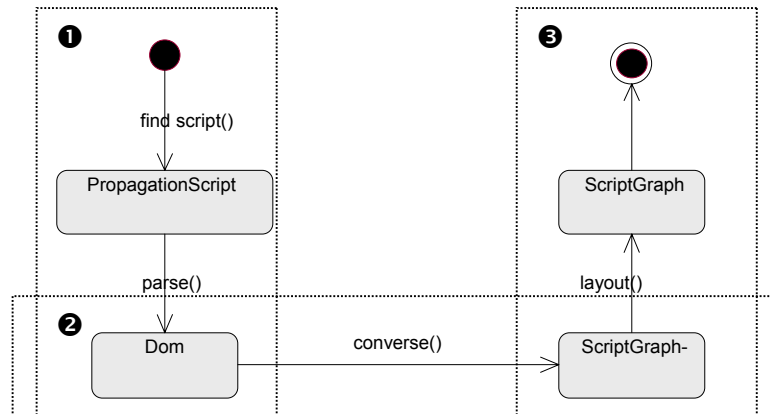 ❶
find script()
PropagationScript
parse()
❷
Dom
converse()
❸
ScriptGraph
layout()
ScriptGraph-